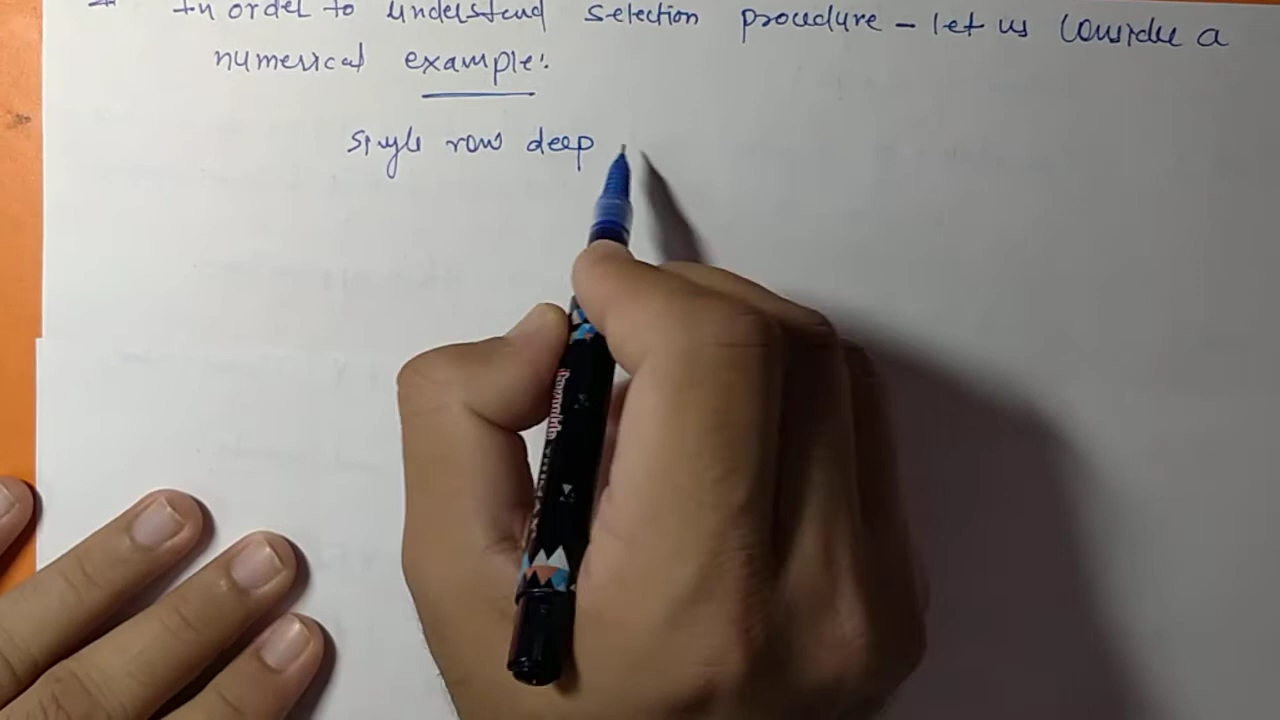 In order to understand selection procedure – let us consider a
numerical example:
single row deep